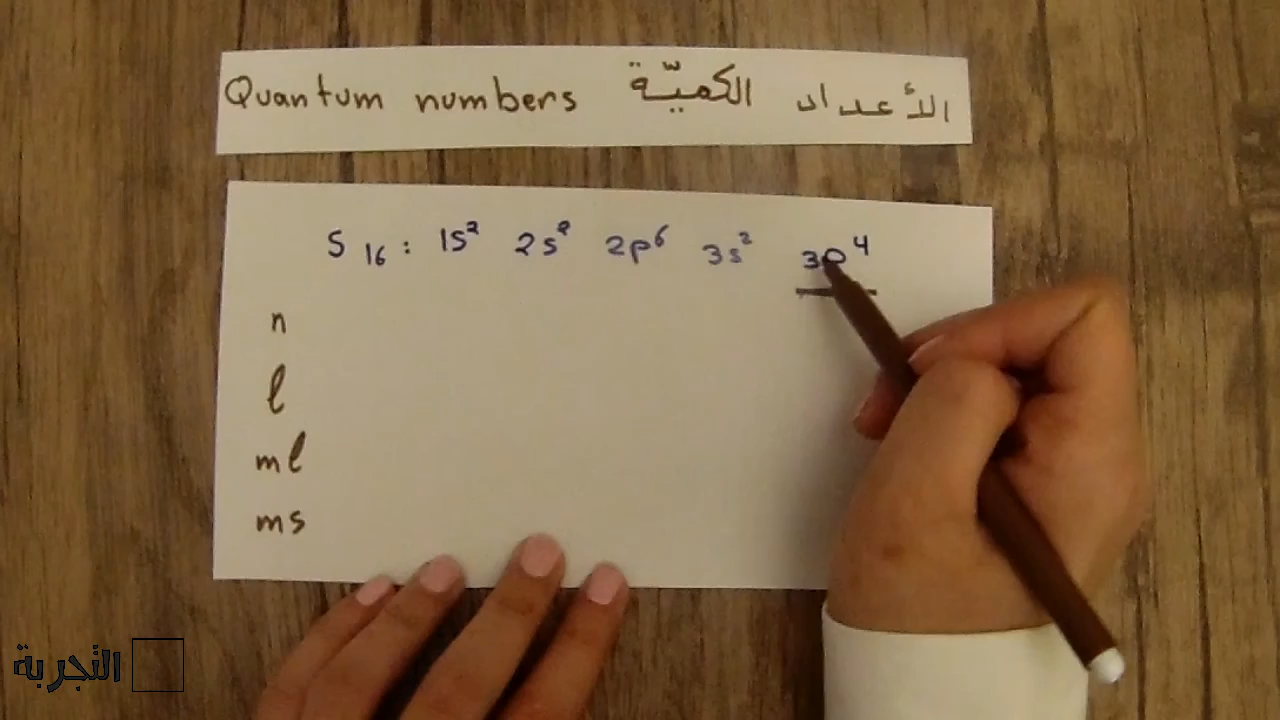 Quantum numbers الأعداد الكميّة
S 16 : 1s² 2s² 2p⁶ 3s² 3p⁴
n
l
ml
ms
التجربة